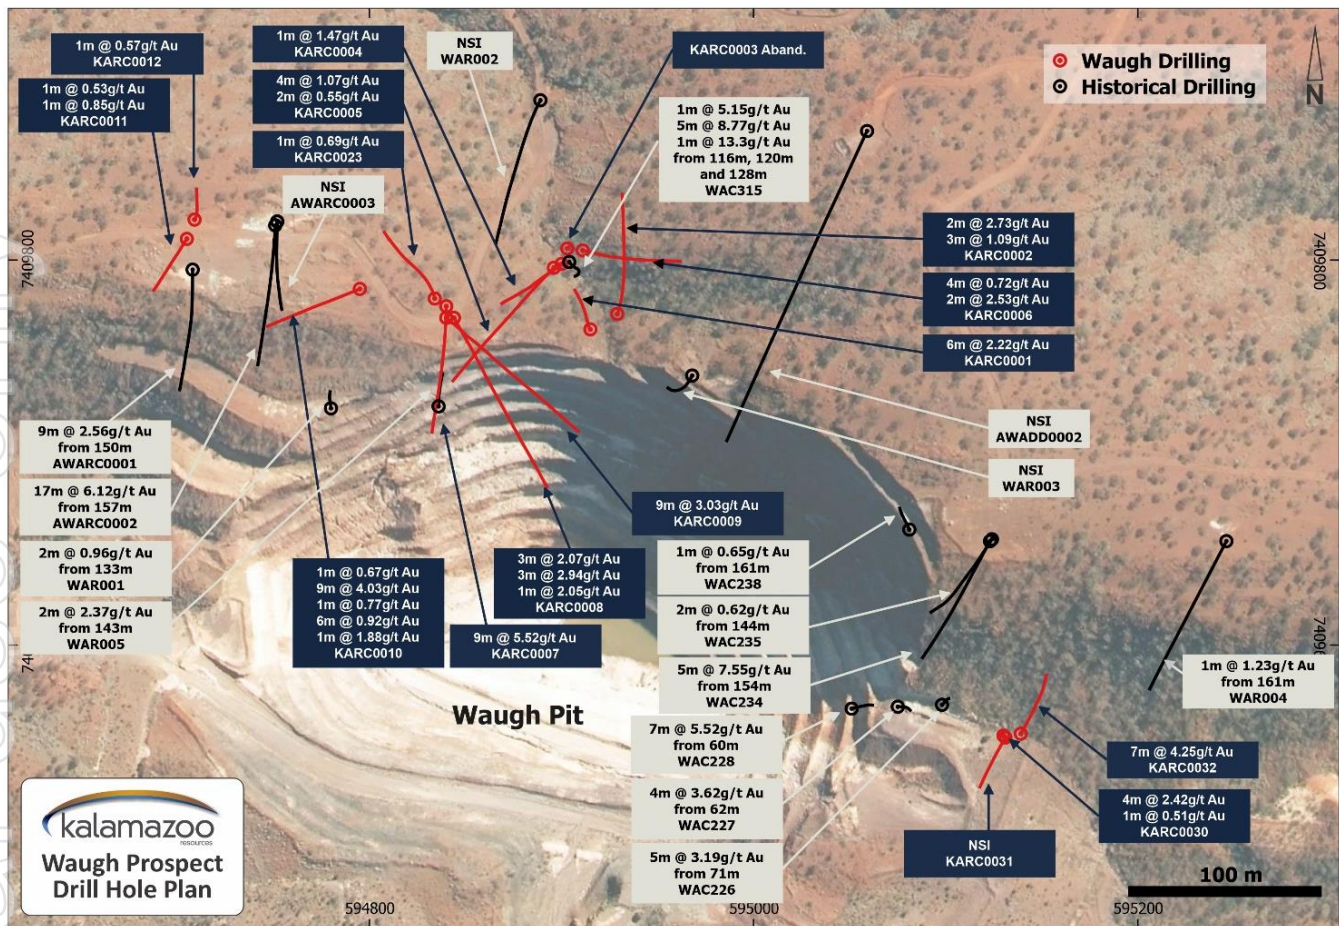 1m @ 0.57g/t Au
KARC0012
1m @ 0.53g/t Au
1m @ 0.85g/t Au
KARC0011
1m @ 1.47g/t Au
KARC0004
4m @ 1.07g/t Au
2m @ 0.55g/t Au
KARC0005
1m @ 0.69g/t Au
KARC0023
NSI
AWARC0003
NSI
WAR002
KARC0003 Aband.
1m @ 5.15g/t Au
5m @ 8.77g/t Au
1m @ 13.3g/t Au
from 116m, 120m
and 128m
WAC315
Waugh Drilling
Historical Drilling
N
7409800
7409800
2m @ 2.73g/t Au
3m @ 1.09g/t Au
KARC0002
4m @ 0.72g/t Au
2m @ 2.53g/t Au
KARC0006
6m @ 2.22g/t Au
KARC0001
NSI
AWADD0002
NSI
WAR003
9m @ 2.56g/t Au
from 150m
AWARC0001
17m @ 6.12g/t Au
from 157m
AWARC0002
2m @ 0.96g/t Au
from 133m
WAR001
2m @ 2.37g/t Au
from 143m
WAR005
1m @ 0.67g/t Au
9m @ 4.03g/t Au
1m @ 0.77g/t Au
6m @ 0.92g/t Au
1m @ 1.88g/t Au
KARC0010
9m @ 5.52g/t Au
KARC0007
3m @ 2.07g/t Au
3m @ 2.94g/t Au
1m @ 2.05g/t Au
KARC0008
9m @ 3.03g/t Au
KARC0009
1m @ 0.65g/t Au
from 161m
WAC238
2m @ 0.62g/t Au
from 144m
WAC235
5m @ 7.55g/t Au
from 154m
WAC234
7m @ 5.52g/t Au
from 60m
WAC228
4m @ 3.62g/t Au
from 62m
WAC227
5m @ 3.19g/t Au
from 71m
WAC226
1m @ 1.23g/t Au
from 161m
WAR004
7m @ 4.25g/t Au
KARC0032
4m @ 2.42g/t Au
1m @ 0.51g/t Au
KARC0030
NSI
KARC0031
Waugh Pit
kalamazoo
resources
Waugh Prospect
Drill Hole Plan
100 m
594800
595000
595200